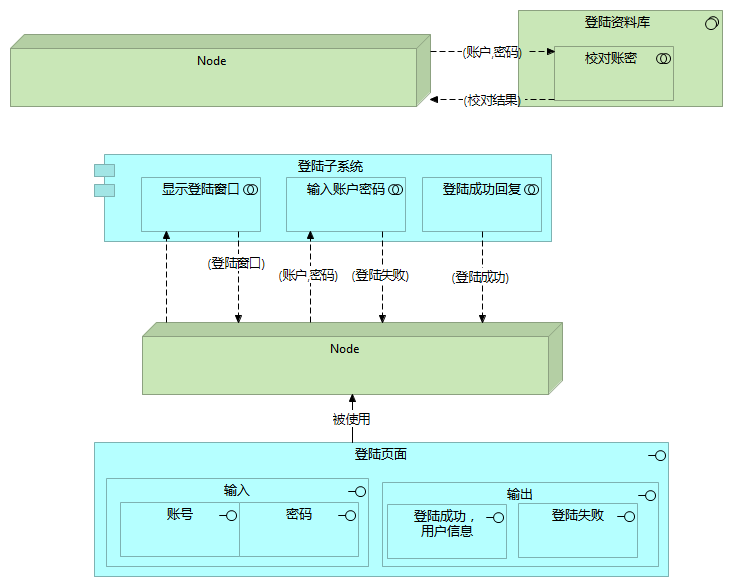 登陆资料库
Node
(账户,密码)
校对账密
(校对结果)
登陆子系统
显示登陆窗口
输入账户密码
登陆成功回复
(登陆窗口)
(账户,密码)
(登陆失败)
(登陆成功)
Node
被使用
登陆页面
输入
输出
账号
密码
登陆成功，
用户信息
登陆失败